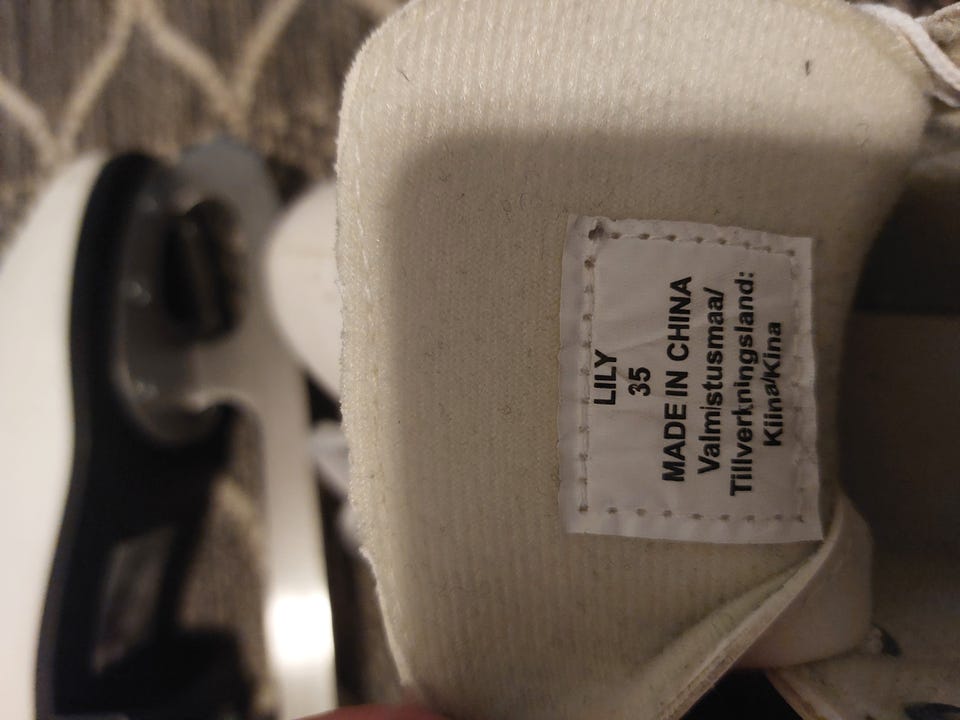 LILY
35
MADE IN CHINA
Valmistusmaa/
Tillverkningsland:
Kiina/Kina